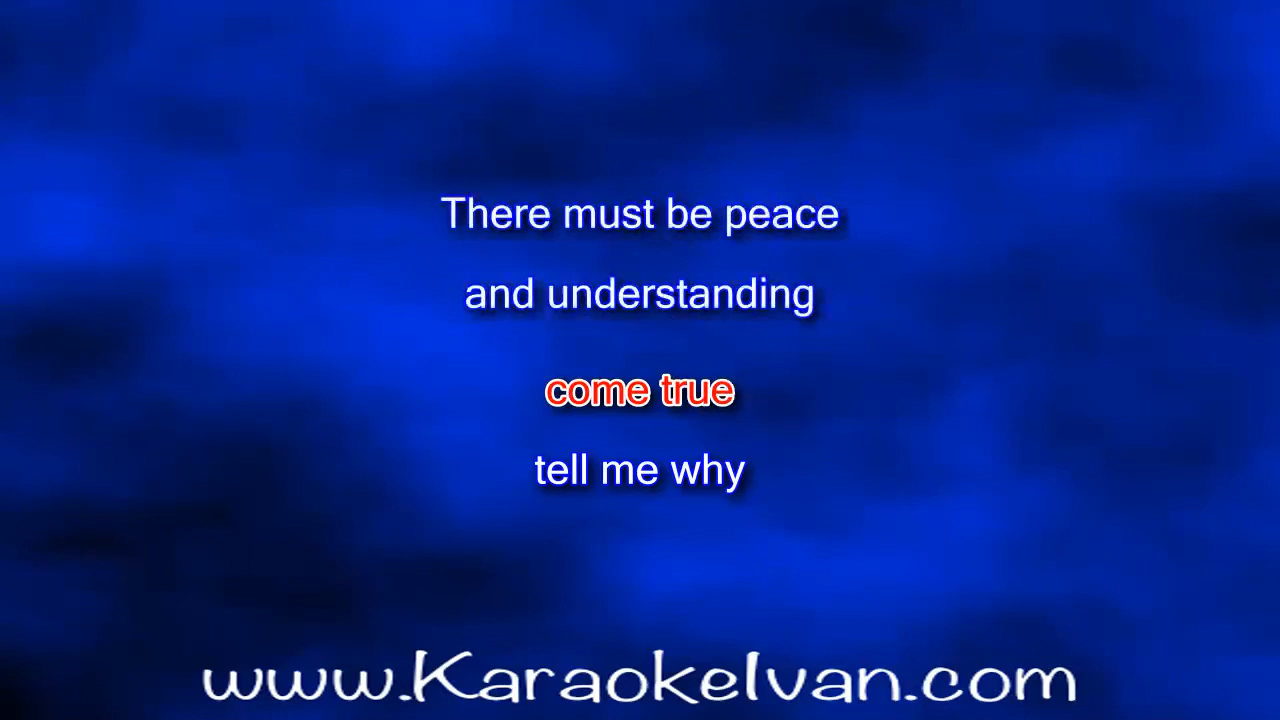 There must be peace
and understanding
come true
tell me why
www.KaraokeIvan.com